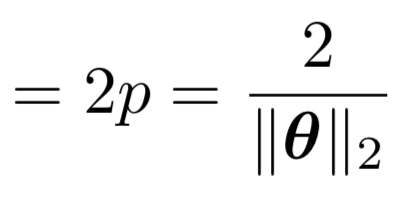 = 2p = 2 / ‖θ‖₂